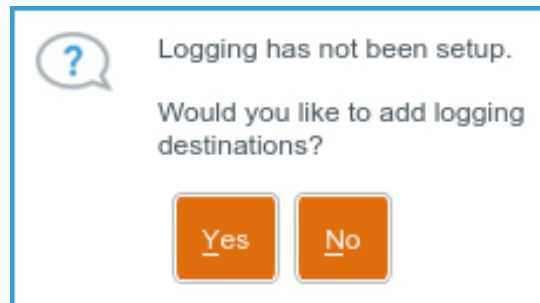 ?
Logging has not been setup.
Would you like to add logging
destinations?
Yes No